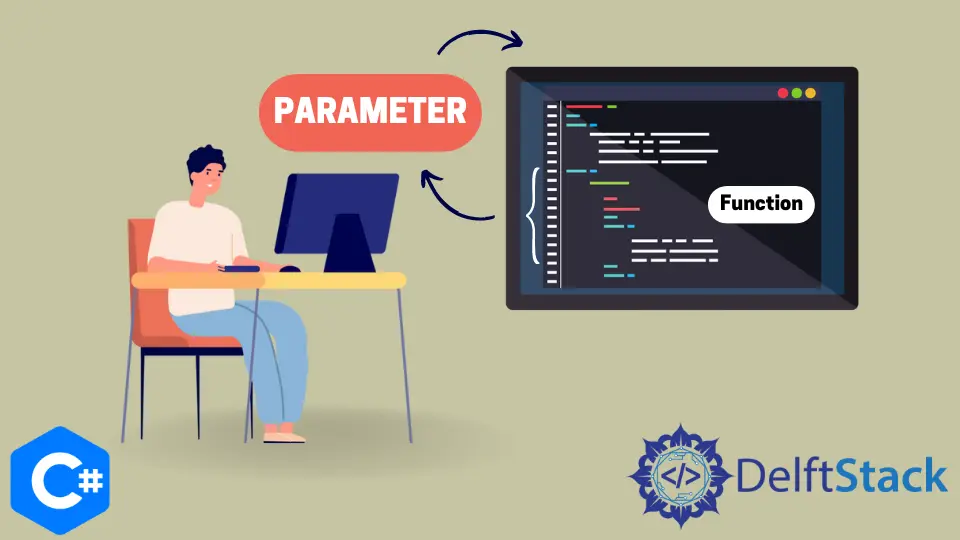 PARAMETER
Function
C#
DelftStack